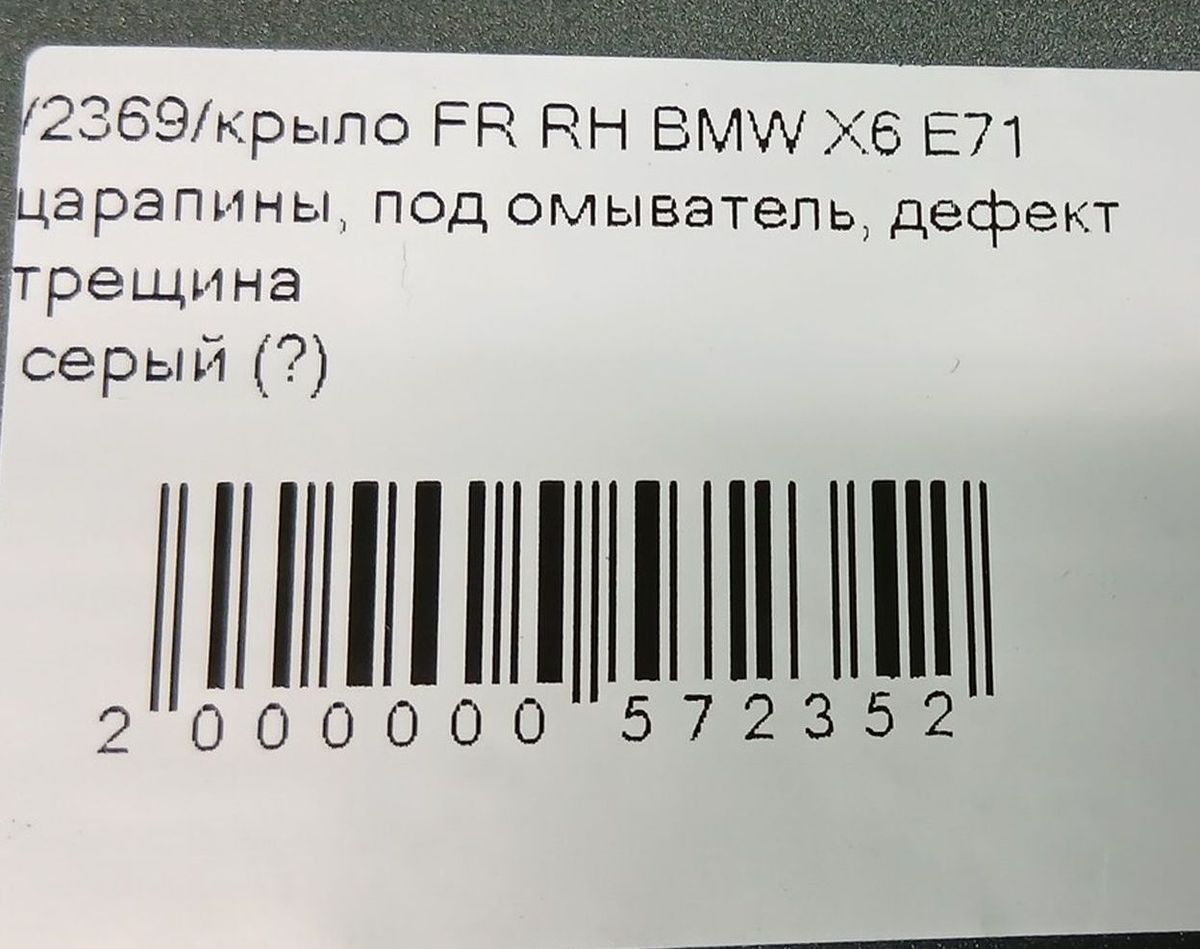 /2369/крыло FR RH BMW X6 E71
царапины, под омыватель, дефект
трещина
серый (?)
2 000000 572352